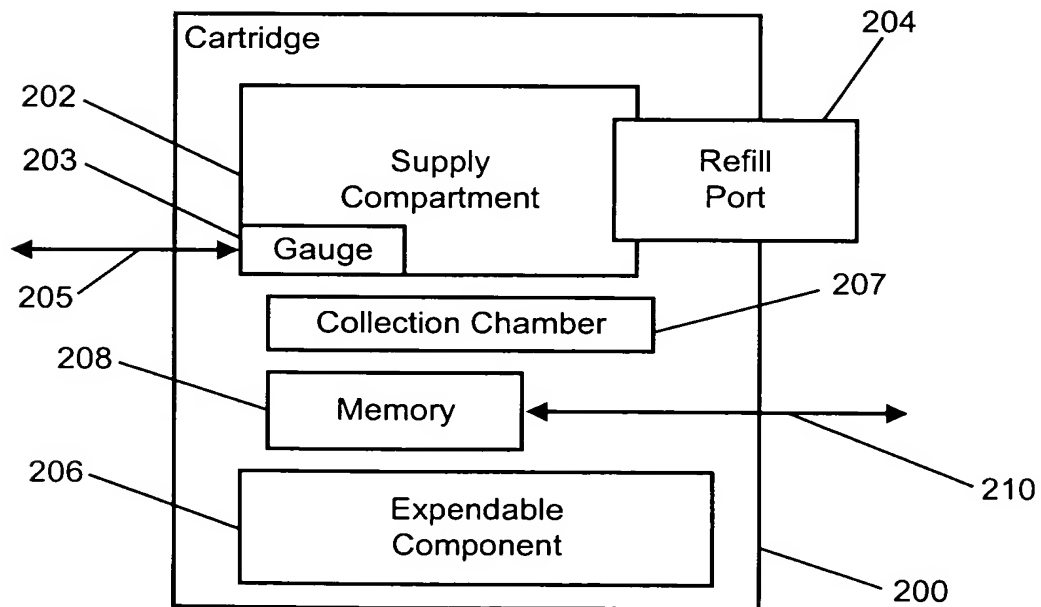 Cartridge
204
202
203
Supply
Compartment
Refill
Port
Gauge
205
207
Collection Chamber
208
Memory
206
210
Expendable
Component
200